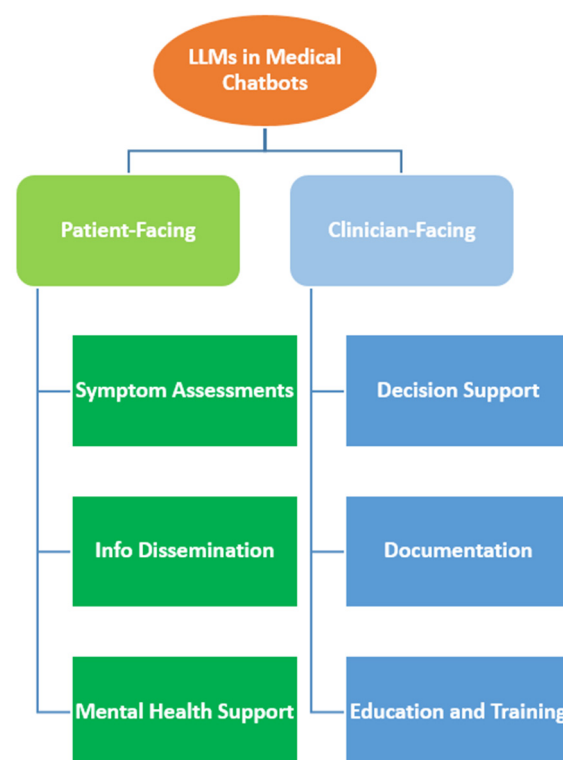 LLMs in Medical
Chatbots
Patient-Facing
Clinician-Facing
Symptom Assessments
Decision Support
Info Dissemination
Documentation
Mental Health Support
Education and Training